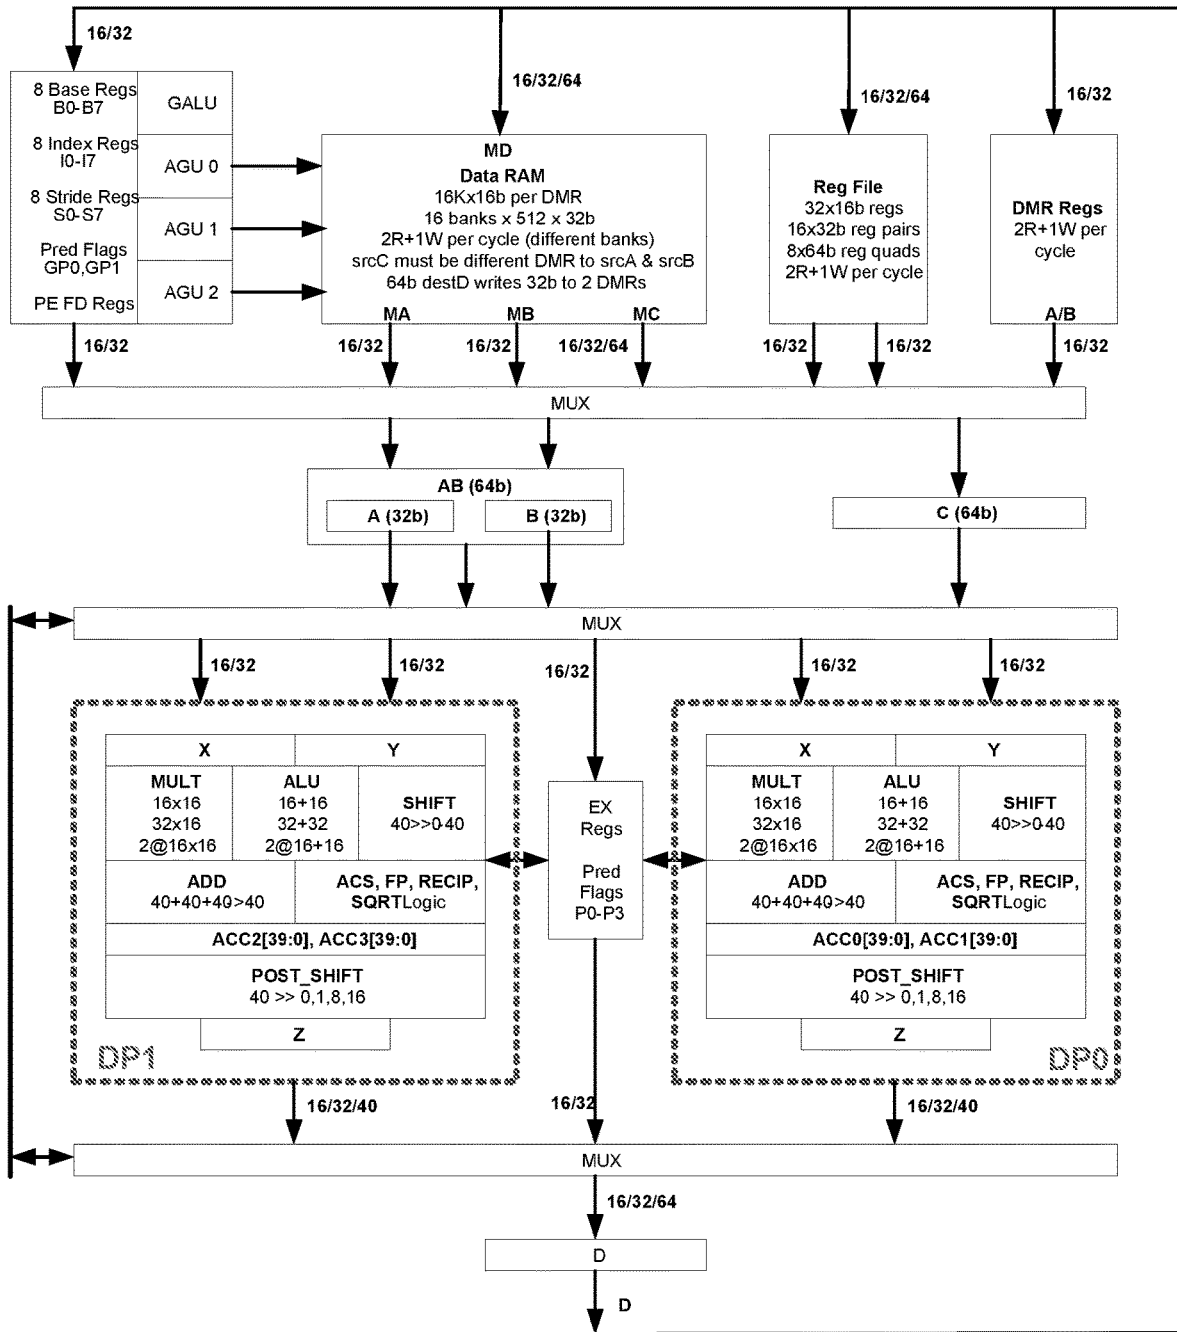 16/32
16/32/64
16/32/64
16/32
8 Base Regs
B0-B7
8 Index Regs
I0-I7
8 Stride Regs
S0-S7
Pred Flags
GP0,GP1
PE FD Regs
GALU
AGU 0
AGU 1
AGU 2
MD
Data RAM
16Kx16b per DMR
16 banks x 512 x 32b
2R+1W per cycle (different banks)
srcC must be different DMR to srcA & srcB
64b destD writes 32b to 2 DMRs
MA MB MC
Reg File
32x16b regs
16x32b reg pairs
8x64b reg quads
2R+1W per cycle
DMR Regs
2R+1W per
cycle
A/B
16/32
16/32
16/32
16/32/64
16/32
16/32
16/32
MUX
AB (64b)
A (32b)
B (32b)
C (64b)
MUX
16/32
16/32
16/32
16/32
16/32
X
Y
MULT
16x16
32x16
2@16x16
ALU
16+16
32+32
2@16+16
SHIFT
40>>0-40
ADD
40+40+40>40
ACS, FP, RECIP,
SQRTLogic
ACC2[39:0], ACC3[39:0]
POST_SHIFT
40 >> 0,1,8,16
Z
DP1
EX
Regs
Pred
Flags
P0-P3
X
Y
MULT
16x16
32x16
2@16x16
ALU
16+16
32+32
2@16+16
SHIFT
40>>0-40
ADD
40+40+40>40
ACS, FP, RECIP,
SQRTLogic
ACC0[39:0], ACC1[39:0]
POST_SHIFT
40 >> 0,1,8,16
Z
DP0
16/32/40
16/32
16/32/40
MUX
16/32/64
D
D